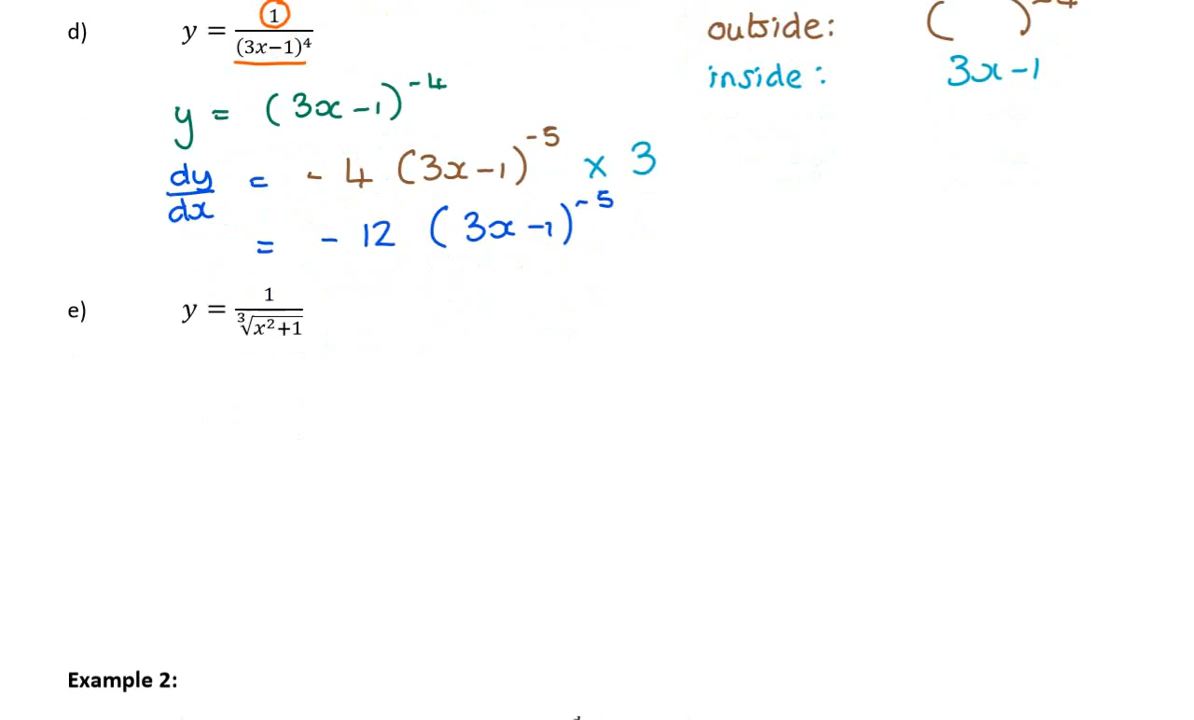 d) y = 1/(3x−1)⁴
outside: ( )⁻⁴
inside: 3x-1
y = (3x-1)⁻⁴
dy/dx = -4 (3x-1)⁻⁵ × 3
= -12 (3x-1)⁻⁵
e) y = 1/∛(x²+1)
Example 2: